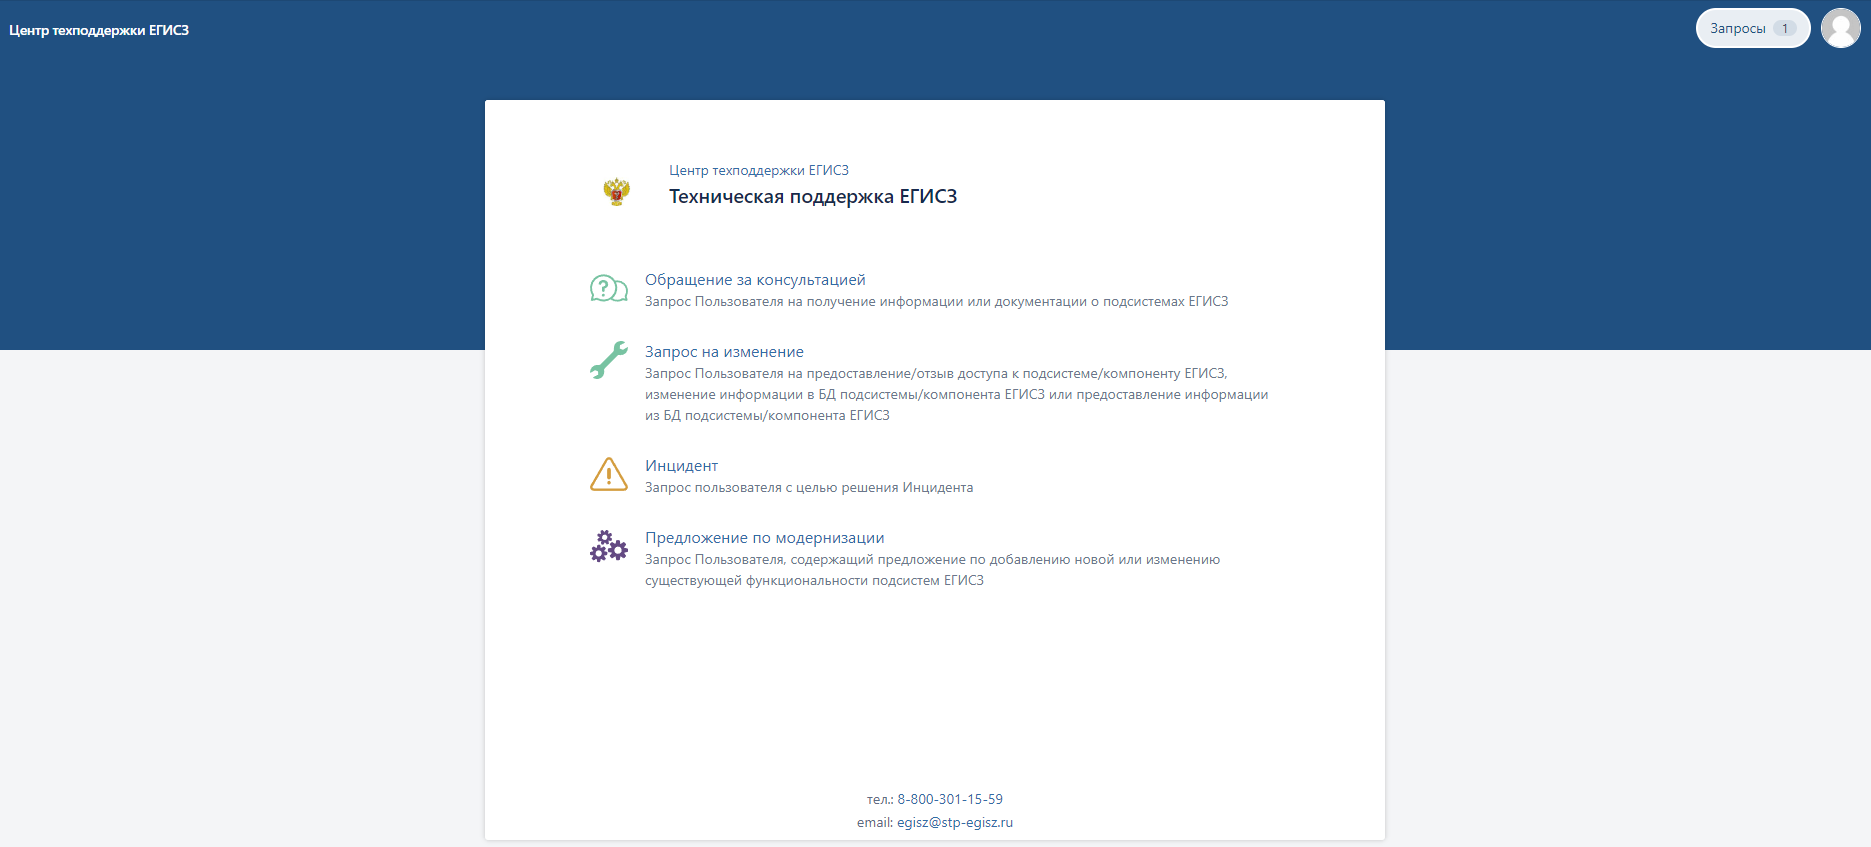 Центр техподдержки ЕГИСЗ
Запросы 1
Центр техподдержки ЕГИСЗ
Техническая поддержка ЕГИСЗ
Обращение за консультацией
Запрос Пользователя на получение информации или документации о подсистемах ЕГИСЗ
Запрос на изменение
Запрос Пользователя на предоставление/отзыв доступа к подсистеме/компоненту ЕГИСЗ,
изменение информации в БД подсистемы/компонента ЕГИСЗ или предоставление информации
из БД подсистемы/компонента ЕГИСЗ
Инцидент
Запрос пользователя с целью решения Инцидента
Предложение по модернизации
Запрос Пользователя, содержащий предложение по добавлению новой или изменению
существующей функциональности подсистем ЕГИСЗ
тел.: 8-800-301-15-59
email: egisz@stp-egisz.ru